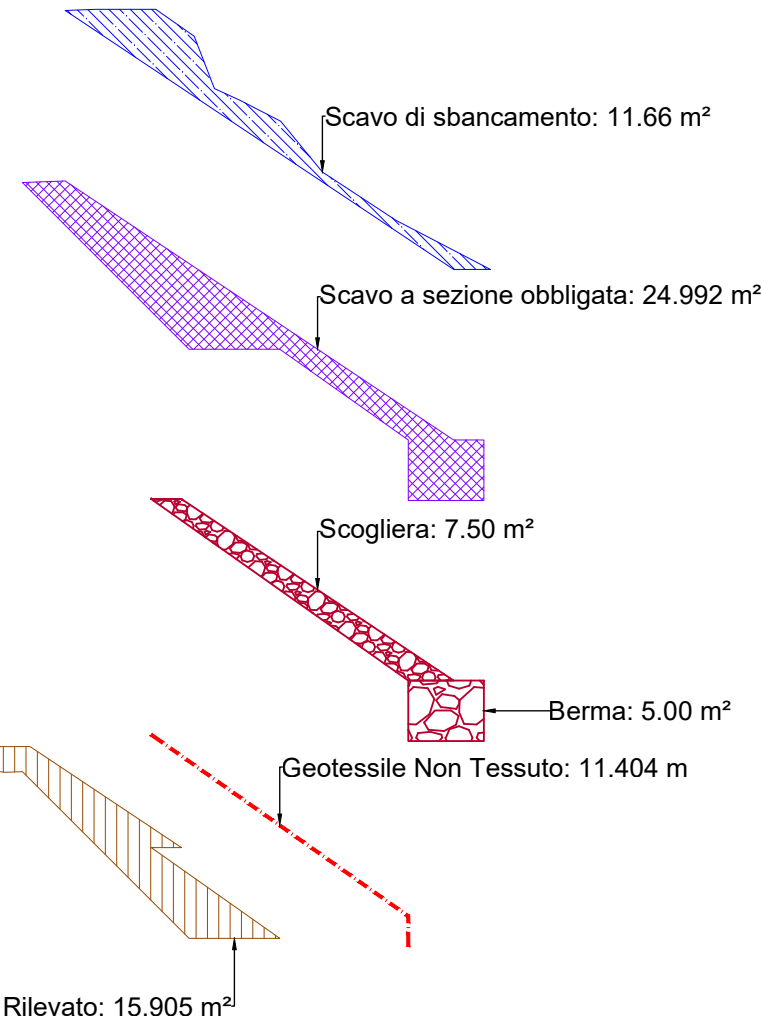 Scavo di sbancamento: 11.66 m²
Scavo a sezione obbligata: 24.992 m²
Scogliera: 7.50 m²
Berma: 5.00 m²
Geotessile Non Tessuto: 11.404 m
Rilevato: 15.905 m²